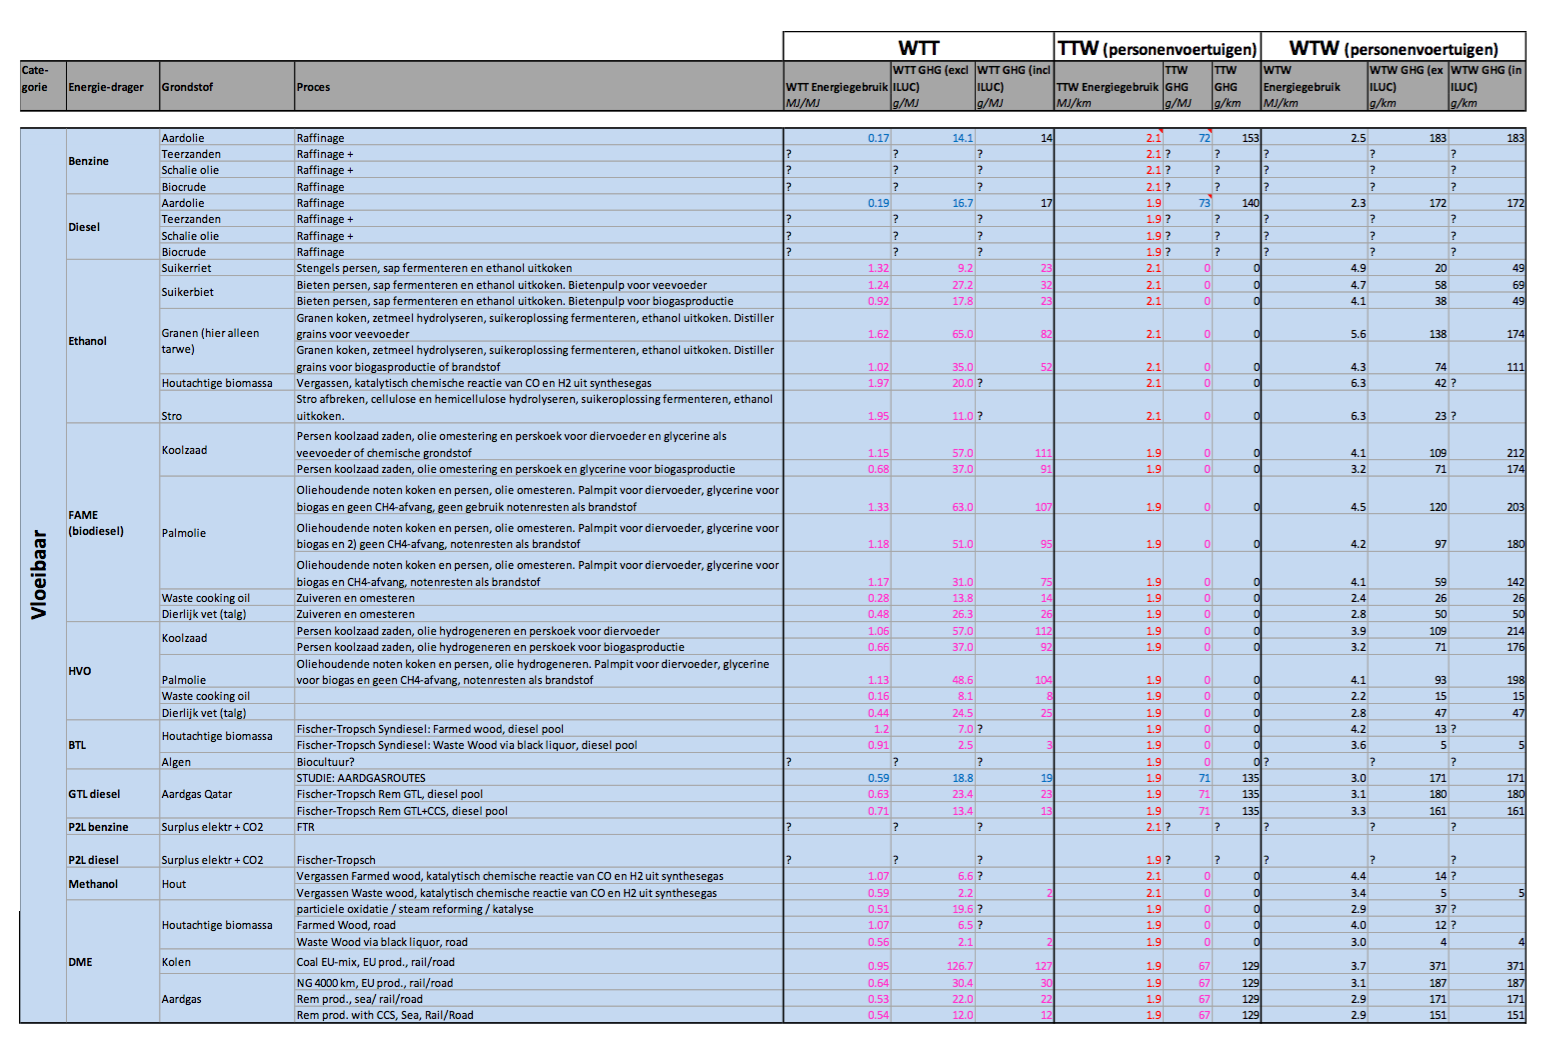 WTT TTW (personenvoertuigen) WTW (personenvoertuigen)
Cate- WTT GHG (excl WTT GHG (incl TTW TTW WTW WTW GHG (ex WTW GHG (in
gorie Energie-drager Grondstof Proces WTT Energiegebruik ILUC) ILUC) TTW Energiegebruik GHG GHG Energiegebruik ILUC) ILUC)
MJ/MJ g/MJ g/MJ MJ/km g/MJ g/km MJ/km g/km g/km
Vloeibaar
Benzine
Aardolie Raffinage 0.17 14.1 14 2.1 72 153 2.5 183 183
Teerzanden Raffinage + ? ? ? 2.1 ? ? ? ? ?
Schalie olie Raffinage + ? ? ? 2.1 ? ? ? ? ?
Biocrude Raffinage ? ? ? 2.1 ? ? ? ? ?
Diesel
Aardolie Raffinage 0.19 16.7 17 1.9 73 140 2.3 172 172
Teerzanden Raffinage + ? ? ? 1.9 ? ? ? ? ?
Schalie olie Raffinage + ? ? ? 1.9 ? ? ? ? ?
Biocrude Raffinage ? ? ? 1.9 ? ? ? ? ?
Ethanol
Suikerriet Stengels persen, sap fermenteren en ethanol uitkoken 1.32 9.2 23 2.1 0 0 4.9 20 49
Suikerbiet Bieten persen, sap fermenteren en ethanol uitkoken. Bietenpulp voor veevoeder 1.24 27.2 32 2.1 0 0 4.7 58 69
Bieten persen, sap fermenteren en ethanol uitkoken. Bietenpulp voor biogasproductie 0.92 17.8 23 2.1 0 0 4.1 38 49
Granen (hier alleen
tarwe)
Granen koken, zetmeel hydrolyseren, suikeroplossing fermenteren, ethanol uitkoken. Distiller
grains voor veevoeder 1.62 65.0 82 2.1 0 0 5.6 138 174
Granen koken, zetmeel hydrolyseren, suikeroplossing fermenteren, ethanol uitkoken. Distiller
grains voor biogasproductie of brandstof 1.02 35.0 52 2.1 0 0 4.3 74 111
Houtachtige biomassa Vergassen, katalytisch chemische reactie van CO en H2 uit synthesegas 1.97 20.0 ? 2.1 0 0 6.3 42 ?
Stro afbreken, cellulose en hemicellulose hydrolyseren, suikeroplossing fermenteren, ethanol
Stro uitkoken. 1.95 11.0 ? 2.1 0 0 6.3 23 ?
FAME
(biodiesel)
Koolzaad
Persen koolzaad zaden, olie omestering en perskoek voor diervoeder en glycerine als
veevoeder of chemische grondstof 1.15 57.0 111 1.9 0 0 4.1 109 212
Persen koolzaad zaden, olie omestering en perskoek en glycerine voor biogasproductie 0.68 37.0 91 1.9 0 0 3.2 71 174
Palmolie
Oliehoudende noten koken en persen, olie omesteren. Palmpit voor diervoeder, glycerine voor
biogas en geen CH4-afvang, geen gebruik notenresten als brandstof 1.33 63.0 107 1.9 0 0 4.5 120 203
Oliehoudende noten koken en persen, olie omesteren. Palmpit voor diervoeder, glycerine voor
biogas en 2) geen CH4-afvang, notenresten als brandstof 1.18 51.0 95 1.9 0 0 4.2 97 180
Oliehoudende noten koken en persen, olie omesteren. Palmpit voor diervoeder, glycerine voor
biogas en CH4-afvang, notenresten als brandstof 1.17 31.0 75 1.9 0 0 4.1 59 142
Waste cooking oil Zuiveren en omesteren 0.28 13.8 14 1.9 0 0 2.4 26 26
Dierlijk vet (talg) Zuiveren en omesteren 0.48 26.3 26 1.9 0 0 2.8 50 50
HVO
Koolzaad Persen koolzaad zaden, olie hydrogeneren en perskoek voor diervoeder 1.06 57.0 112 1.9 0 0 3.9 109 214
Persen koolzaad zaden, olie hydrogeneren en perskoek voor biogasproductie 0.66 37.0 92 1.9 0 0 3.2 71 176
Oliehoudende noten koken en persen, olie hydrogeneren. Palmpit voor diervoeder, glycerine
Palmolie voor biogas en geen CH4-afvang, notenresten als brandstof 1.13 48.6 104 1.9 0 0 4.1 93 198
Waste cooking oil 0.16 8.1 8 1.9 0 0 2.2 15 15
Dierlijk vet (talg) 0.44 24.5 25 1.9 0 0 2.8 47 47
BTL
Houtachtige biomassa Fischer-Tropsch Syndiesel: Farmed wood, diesel pool 1.2 7.0 ? 1.9 0 0 4.2 13 ?
Fischer-Tropsch Syndiesel: Waste Wood via black liquor, diesel pool 0.91 2.5 3 1.9 0 0 3.6 5 5
Algen Biocultuur? ? ? ? 1.9 0 0 ? ? ?
GTL diesel Aardgas Qatar
STUDIE: AARDGASROUTES 0.59 18.8 19 1.9 71 135 3.0 171 171
Fischer-Tropsch Rem GTL, diesel pool 0.63 23.4 23 1.9 71 135 3.1 180 180
Fischer-Tropsch Rem GTL+CCS, diesel pool 0.71 13.4 13 1.9 71 135 3.3 161 161
P2L benzine Surplus elektr + CO2 FTR ? ? ? 2.1 ? ? ? ? ?
P2L diesel Surplus elektr + CO2 Fischer-Tropsch ? ? ? 1.9 ? ? ? ? ?
Methanol Hout
Vergassen Farmed wood, katalytisch chemische reactie van CO en H2 uit synthesegas 1.07 6.6 ? 2.1 0 0 4.4 14 ?
Vergassen Waste wood, katalytisch chemische reactie van CO en H2 uit synthesegas 0.59 2.2 2 2.1 0 0 3.4 5 5
DME
Houtachtige biomassa
particiele oxidatie / steam reforming / katalyse 0.51 19.6 ? 1.9 0 0 2.9 37 ?
Farmed Wood, road 1.07 6.5 ? 1.9 0 0 4.0 12 ?
Waste Wood via black liquor, road 0.56 2.1 2 1.9 0 0 3.0 4 4
Kolen Coal EU-mix, EU prod., rail/road 0.95 126.7 127 1.9 67 129 3.7 371 371
Aardgas
NG 4000 km, EU prod., rail/road 0.64 30.4 30 1.9 67 129 3.1 187 187
Rem prod., sea/ rail/road 0.53 22.0 22 1.9 67 129 2.9 171 171
Rem prod. with CCS, Sea, Rail/Road 0.54 12.0 12 1.9 67 129 2.9 151 151